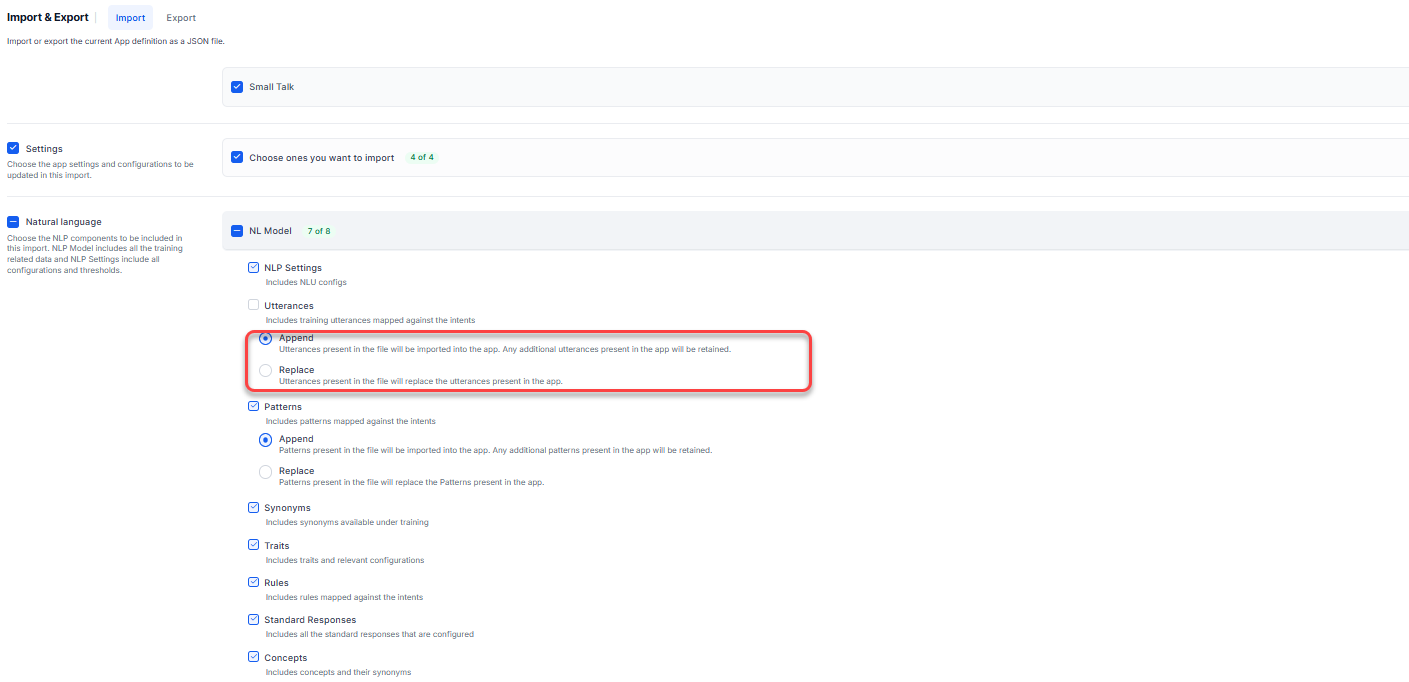 Import & Export Import Export
Import or export the current App definition as a JSON file.
Small Talk
Settings
Choose the app settings and configurations to be
updated in this import.
Choose ones you want to import 4 of 4
Natural language
Choose the NLP components to be included in
this import. NLP Model includes all the training
related data and NLP Settings include all
configurations and thresholds.
NL Model 7 of 8
NLP Settings
Includes NLU configs
Utterances
Includes training utterances mapped against the intents
Append
Utterances present in the file will be imported into the app. Any additional utterances present in the app will be retained.
Replace
Utterances present in the file will replace the utterances present in the app.
Patterns
Includes patterns mapped against the intents
Append
Patterns present in the file will be imported into the app. Any additional patterns present in the app will be retained.
Replace
Patterns present in the file will replace the Patterns present in the app.
Synonyms
Includes synonyms available under training
Traits
Includes traits and relevant configurations
Rules
Includes rules mapped against the intents
Standard Responses
Includes all the standard responses that are configured
Concepts
Includes concepts and their synonyms